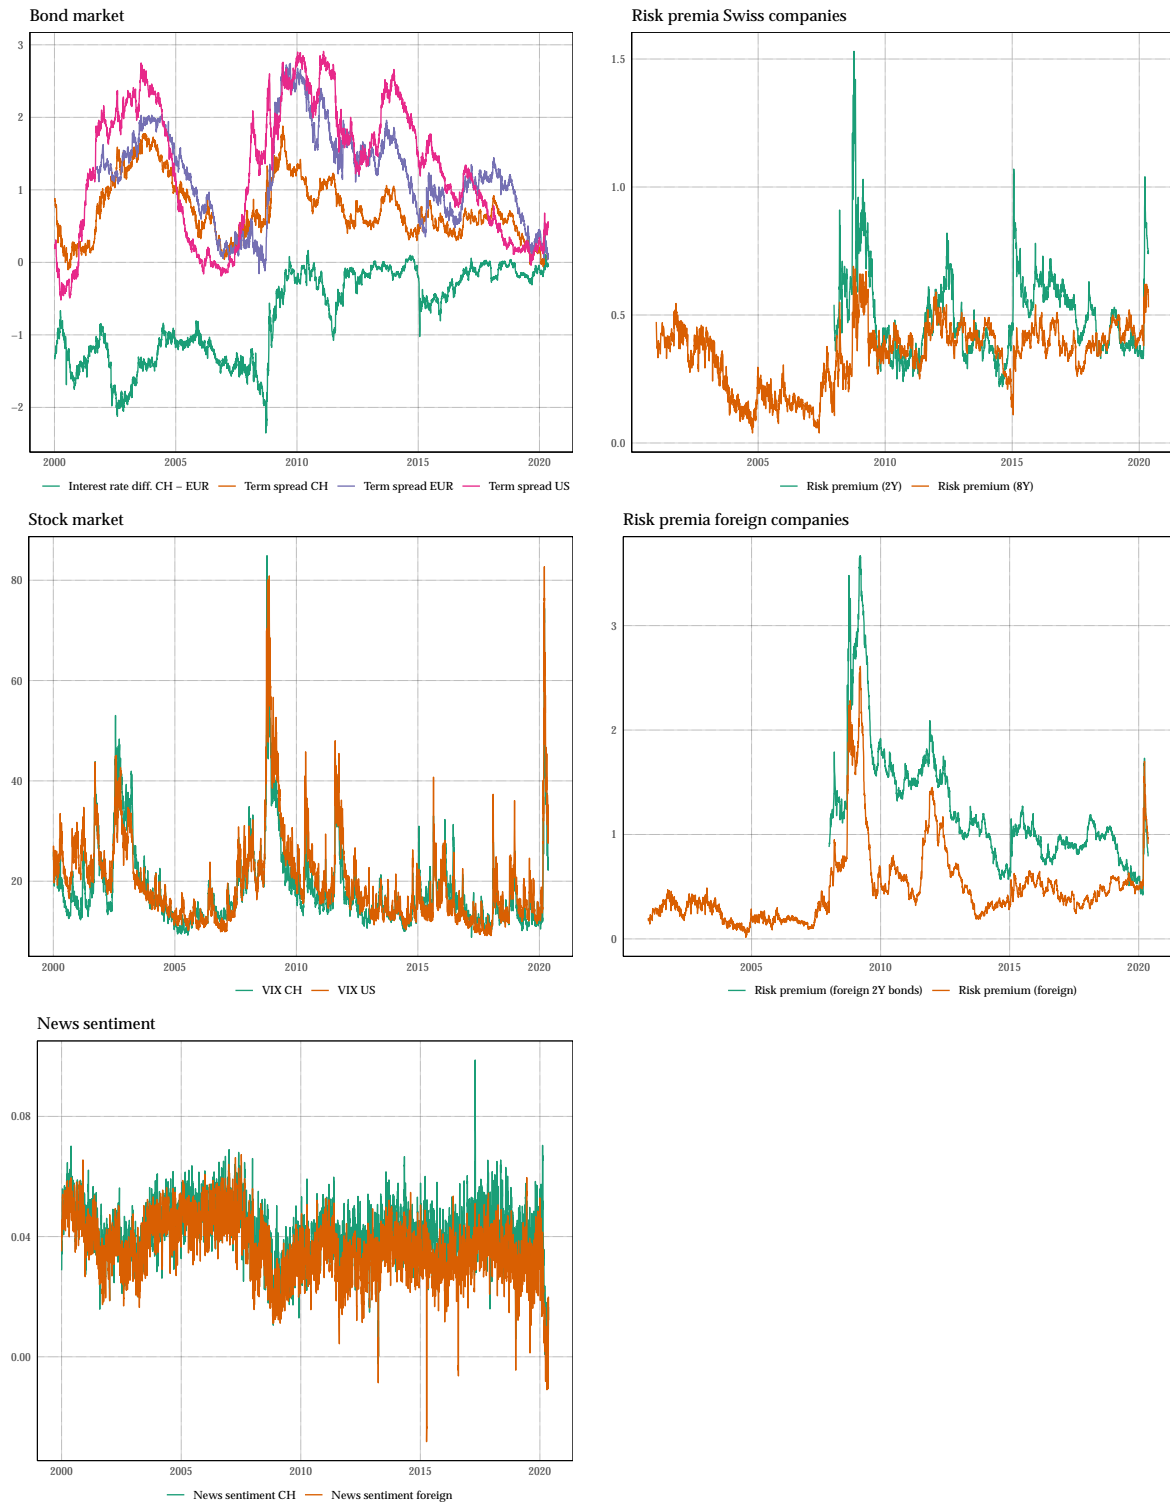 Bond market
3
2
1
0
−1
−2
2000
2005
2010
2015
2020
Interest rate diff. CH – EUR
Term spread CH
Term spread EUR
Term spread US
Risk premia Swiss companies
1.5
1.0
0.5
0.0
2005
2010
2015
2020
Risk premium (2Y)
Risk premium (8Y)
Stock market
80
60
40
20
2000
2005
2010
2015
2020
VIX CH
VIX US
Risk premia foreign companies
3
2
1
0
2005
2010
2015
2020
Risk premium (foreign 2Y bonds)
Risk premium (foreign)
News sentiment
0.08
0.04
0.00
2000
2005
2010
2015
2020
News sentiment CH
News sentiment foreign